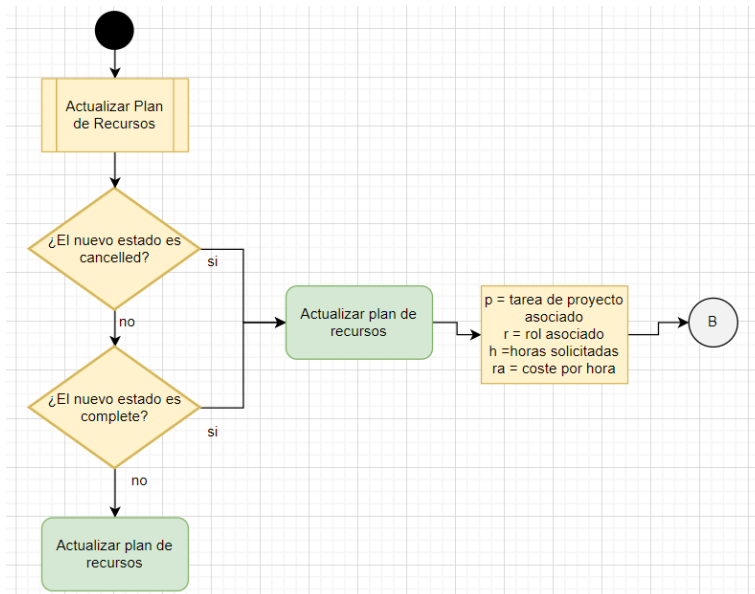 Actualizar Plan
de Recursos
¿El nuevo estado es
cancelled?
si
no
Actualizar plan de
recursos
p = tarea de proyecto
asociado
r = rol asociado
h =horas solicitadas
ra = coste por hora
B
¿El nuevo estado es
complete?
si
no
Actualizar plan de
recursos